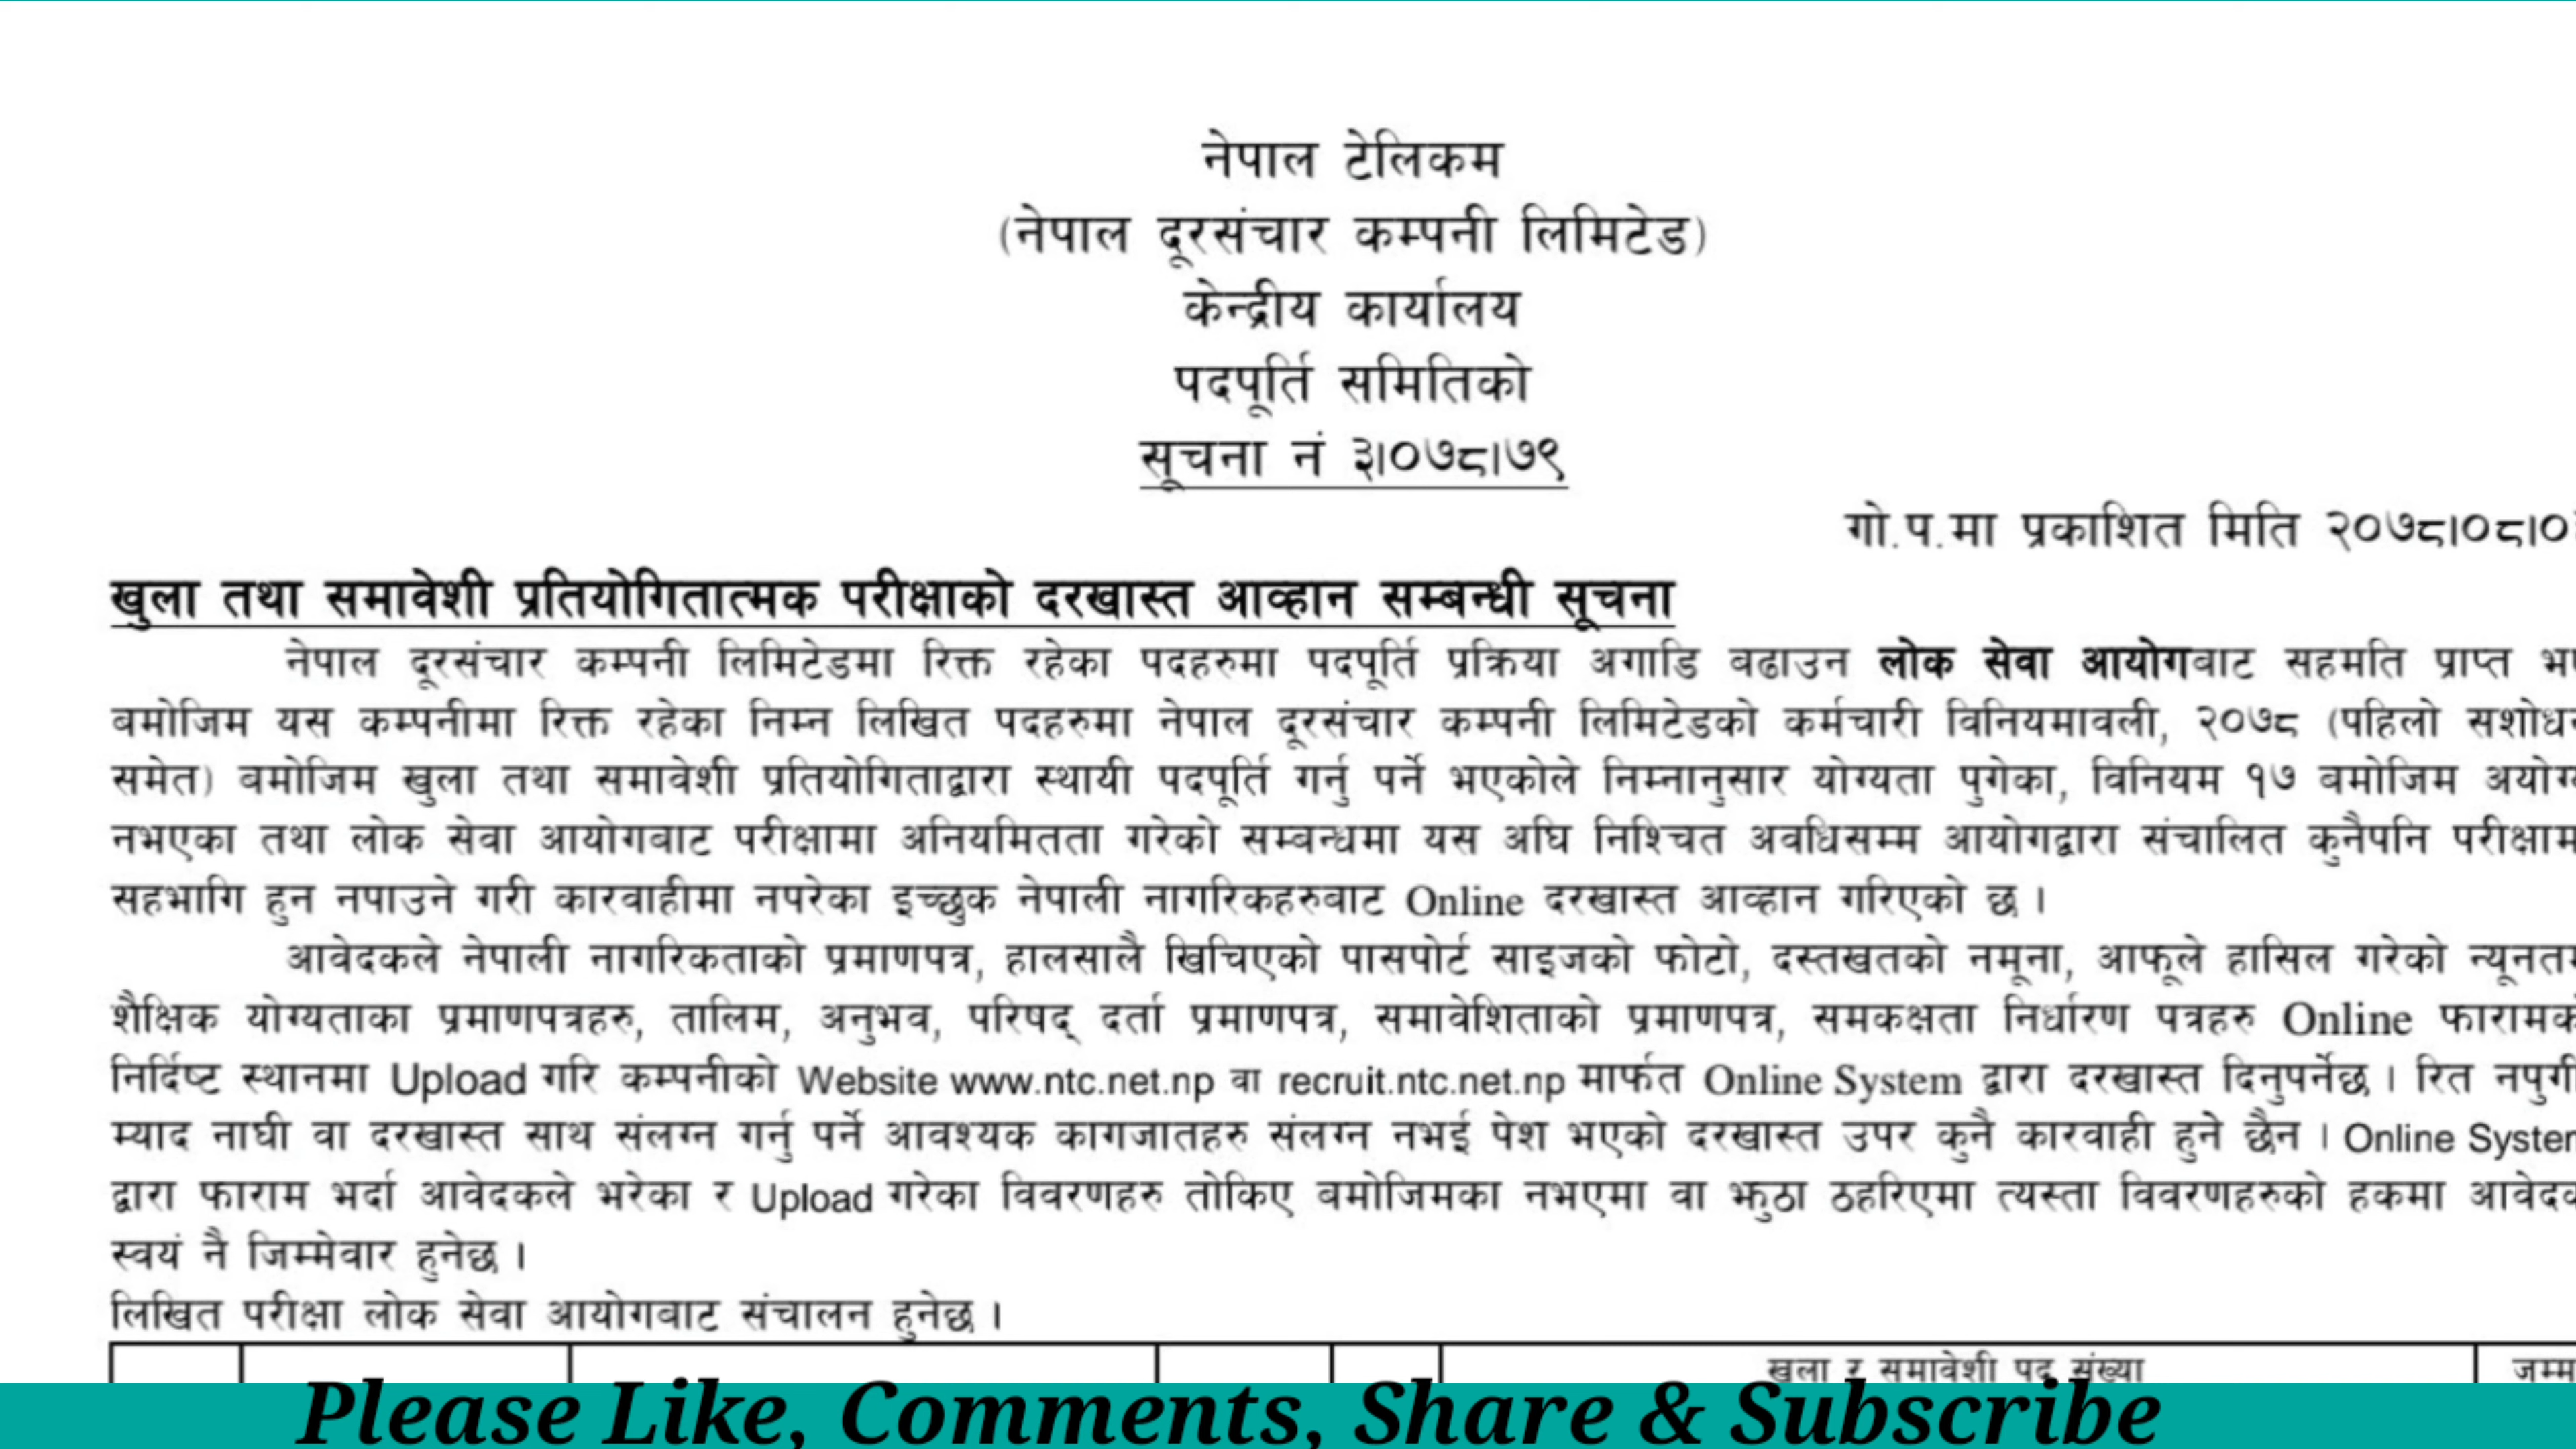 नेपाल टेलिकम
(नेपाल दूरसंचार कम्पनी लिमिटेड)
केन्द्रीय कार्यालय
पदपूर्ति समितिको
सूचना नं ३।०७८।७९
गो.प.मा प्रकाशित मिति २०७८।०८।०
खुला तथा समावेशी प्रतियोगितात्मक परीक्षाको दरखास्त आव्हान सम्बन्धी सूचना
नेपाल दूरसंचार कम्पनी लिमिटेडमा रिक्त रहेका पदहरुमा पदपूर्ति प्रक्रिया अगाडि बढाउन लोक सेवा आयोगबाट सहमति प्राप्त
बमोजिम यस कम्पनीमा रिक्त रहेका निम्न लिखित पदहरुमा नेपाल दूरसंचार कम्पनी लिमिटेडको कर्मचारी विनियमावली, २०७८ (पहिलो
समेत) बमोजिम खुला तथा समावेशी प्रतियोगिताद्वारा स्थायी पदपूर्ति गर्नु पर्ने भएकोले निम्नानुसार योग्यता पुगेका, विनियम १७ बमोजिम
नभएका तथा लोक सेवा आयोगबाट परीक्षामा अनियमितता गरेको सम्बन्धमा यस अघि निश्चित अवधिसम्म आयोगद्वारा संचालित कुनैपनि
सहभागि हुन नपाउने गरी कारवाहीमा नपरेका इच्छुक नेपाली नागरिकहरुबाट Online दरखास्त आव्हान गरिएको छ ।
आवेदकले नेपाली नागरिकताको प्रमाणपत्र, हालसालै खिचिएको पासपोर्ट साइजको फोटो, दस्तखतको नमूना, आफूले हासिल गरेको
शैक्षिक योग्यताका प्रमाणपत्रहरु, तालिम, अनुभव, परिषद् दर्ता प्रमाणपत्र, समावेशिताको प्रमाणपत्र, समकक्षता निर्धारण पत्रहरु Online
निर्दिष्ट स्थानमा Upload गरि कम्पनीको Website www.ntc.net.np वा recruit.ntc.net.np मार्फत Online System द्वारा दरखास्त दिनुपर्नेछ । रित नपुगी
म्याद नाघी वा दरखास्त साथ संलग्न गर्नु पर्ने आवश्यक कागजातहरु संलग्न नभई पेश भएको दरखास्त उपर कुनै कारवाही हुने छैन । Online
द्वारा फाराम भर्दा आवेदकले भरेका र Upload गरेका विवरणहरु तोकिए बमोजिमका नभएमा वा झुठा ठहरिएमा त्यस्ता विवरणहरुको हकमा
स्वयं नै जिम्मेवार हुनेछ ।
लिखित परीक्षा लोक सेवा आयोगबाट संचालन हुनेछ ।
खुला र समावेशी पद संख्या
Please Like, Comments, Share & Subscribe